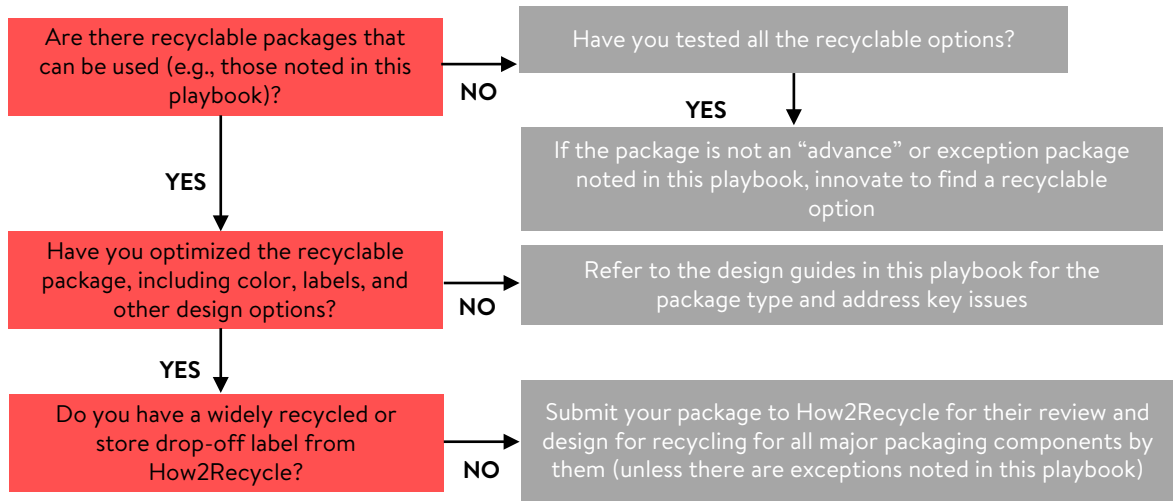 Are there recyclable packages that
can be used (e.g., those noted in this
playbook)?
NO
Have you tested all the recyclable options?
YES
If the package is not an “advance” or exception package
noted in this playbook, innovate to find a recyclable
option
YES
Have you optimized the recyclable
package, including color, labels, and
other design options?
NO
Refer to the design guides in this playbook for the
package type and address key issues
YES
Do you have a widely recycled or
store drop-off label from
How2Recycle?
NO
Submit your package to How2Recycle for their review and
design for recycling for all major packaging components by
them (unless there are exceptions noted in this playbook)